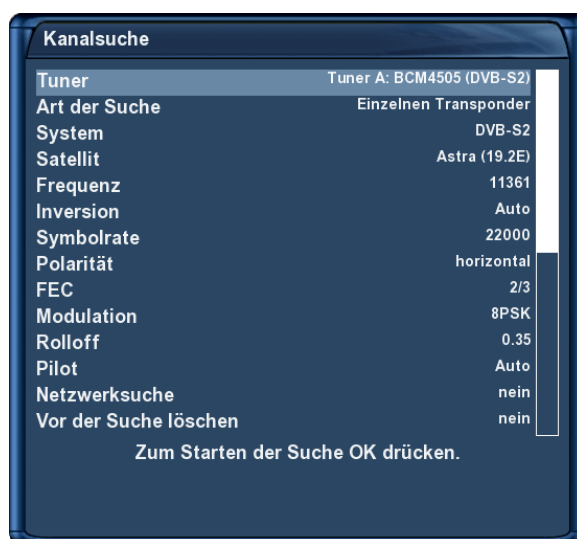 Kanalsuche
Tuner Tuner A: BCM4505 (DVB-S2)
Art der Suche Einzelnen Transponder
System DVB-S2
Satellit Astra (19.2E)
Frequenz 11361
Inversion Auto
Symbolrate 22000
Polarität horizontal
FEC 2/3
Modulation 8PSK
Rolloff 0.35
Pilot Auto
Netzwerksuche nein
Vor der Suche löschen nein
Zum Starten der Suche OK drücken.